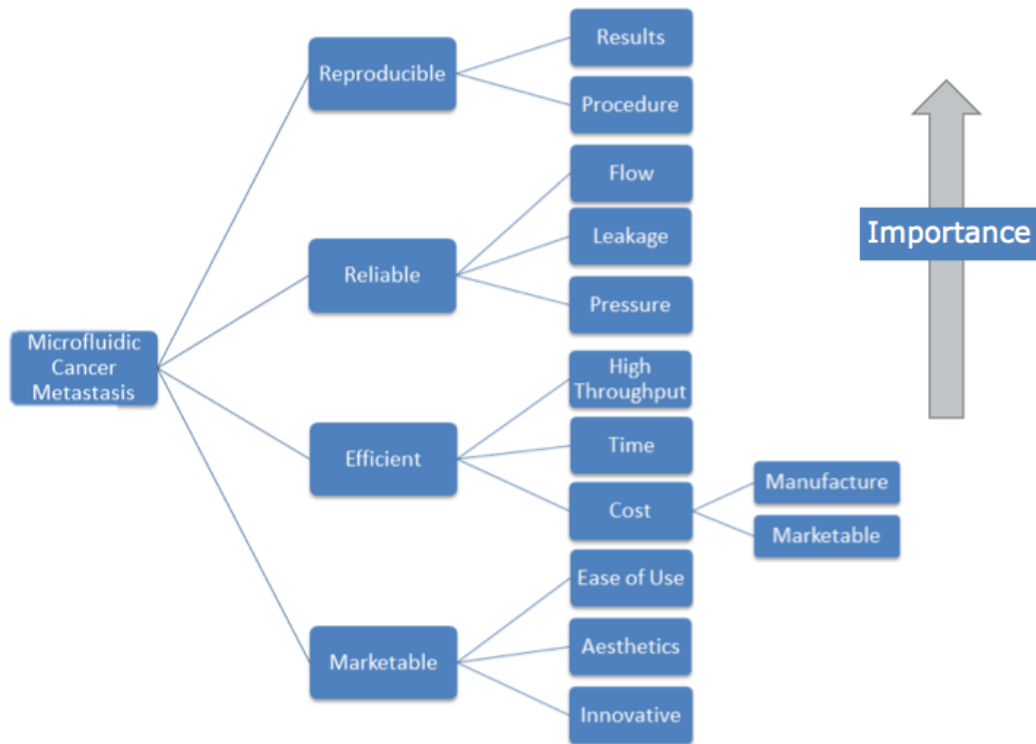 Microfluidic
Cancer
Metastasis
Reproducible
Results
Procedure
Reliable
Flow
Leakage
Pressure
Efficient
High
Throughput
Time
Cost
Manufacture
Marketable
Marketable
Ease of Use
Aesthetics
Innovative
Importance